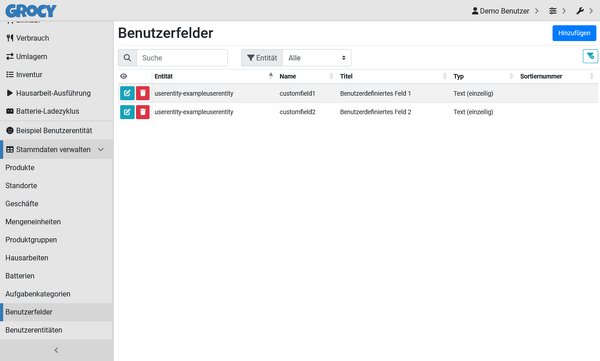 GROCY
Demo Benutzer
Verbrauch
Umlagern
Inventur
Hausarbeit-Ausführung
Batterie-Ladezyklus
Beispiel Benutzerentität
Stammdaten verwalten
Produkte
Standorte
Geschäfte
Mengeneinheiten
Produktgruppen
Hausarbeiten
Batterien
Aufgabenkategorien
Benutzerfelder
Benutzerentitäten
Benutzerfelder
Hinzufügen
Suche
Entität
Alle
Entität Name Titel Typ Sortiernummer
userentity-exampleuserentity customfield1 Benutzerdefiniertes Feld 1 Text (einzeilig)
userentity-exampleuserentity customfield2 Benutzerdefiniertes Feld 2 Text (einzeilig)